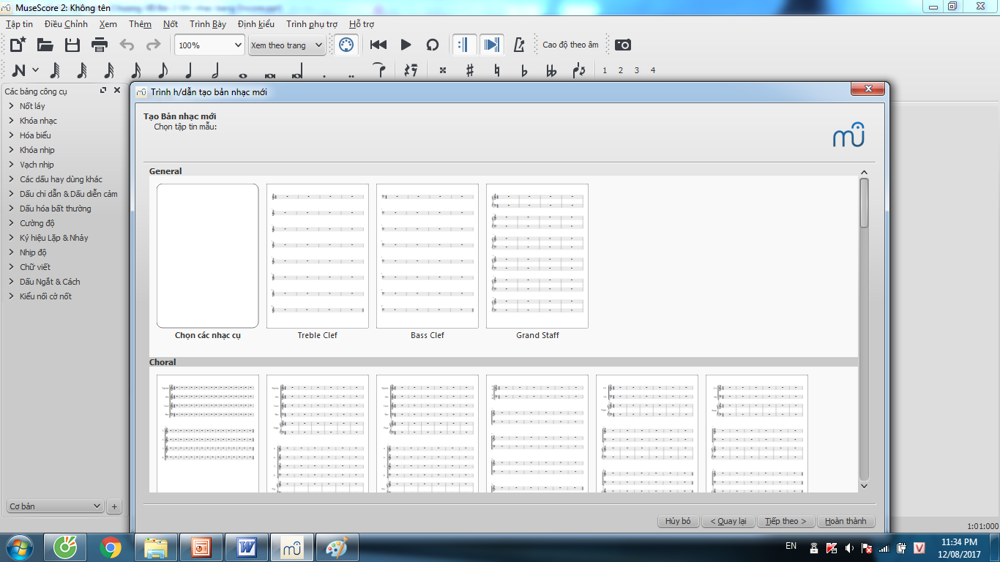 MuseScore 2: Không tên
Tập tin Điều Chỉnh Xem Thêm Nốt Trình Bày Định kiểu Trình phụ trợ Hỗ trợ
100% Xem theo trang Cao độ theo âm
1 2 3 4
Các bảng công cụ
Nốt láy
Khóa nhạc
Hóa biểu
Khóa nhịp
Vạch nhịp
Các dấu hay dùng khác
Dấu chỉ dẫn & Dấu diễn cảm
Dấu hóa bất thường
Cường độ
Ký hiệu Lặp & Nhảy
Nhịp độ
Chữ viết
Dấu Ngắt & Cách
Kiểu nối cờ nốt
Cơ bản
Trình h/dẫn tạo bản nhạc mới
Tạo Bản nhạc mới
Chọn tập tin mẫu:
General
Chọn các nhạc cụ Treble Clef Bass Clef Grand Staff
Choral
Hủy bỏ < Quay lại Tiếp theo > Hoàn thành
1:01:000
EN 11:34 PM
12/08/2017